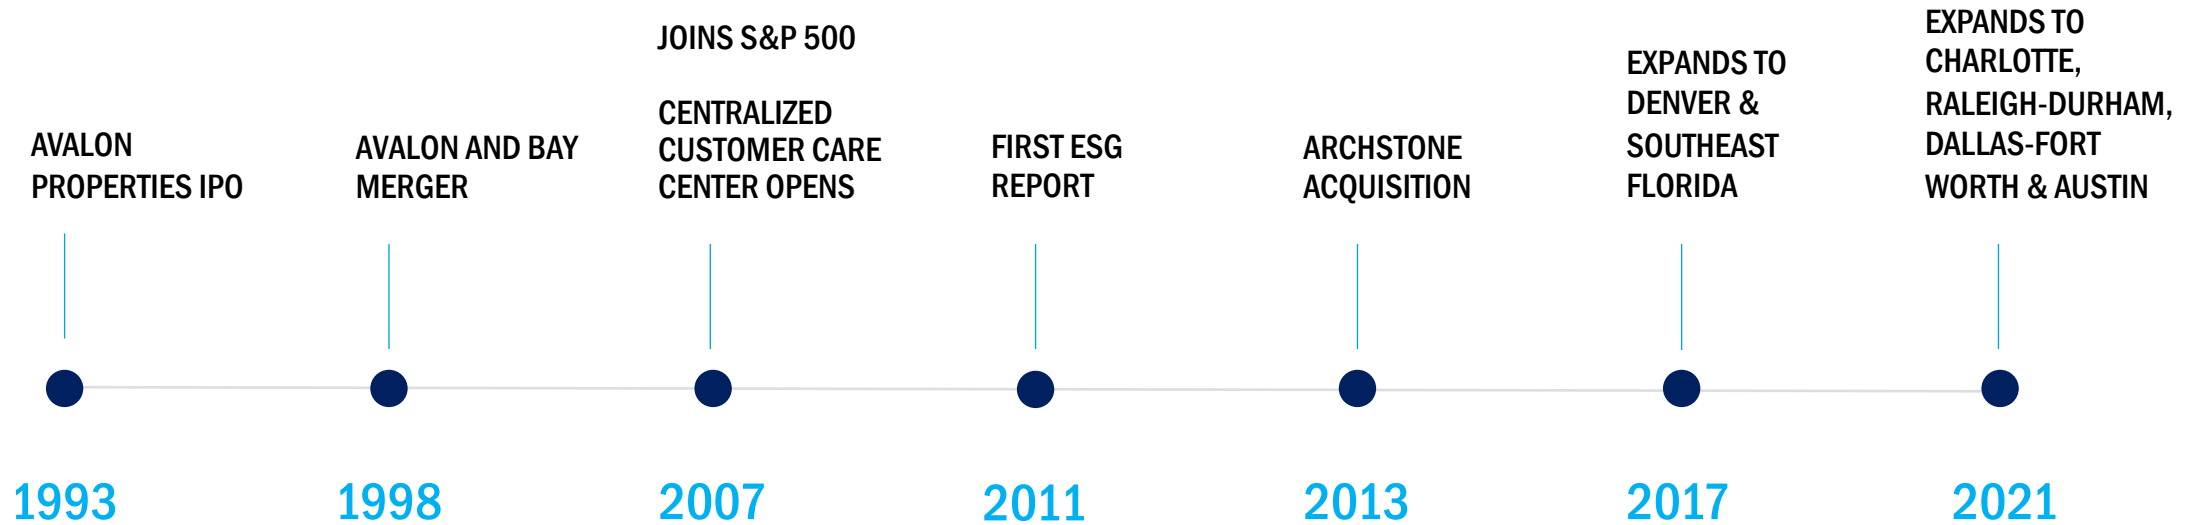 AVALON
PROPERTIES IPO
AVALON AND BAY
MERGER
JOINS S&P 500
CENTRALIZED
CUSTOMER CARE
CENTER OPENS
FIRST ESG
REPORT
ARCHSTONE
ACQUISITION
EXPANDS TO
DENVER &
SOUTHEAST
FLORIDA
EXPANDS TO
CHARLOTTE,
RALEIGH-DURHAM,
DALLAS-FORT
WORTH & AUSTIN
1993
1998
2007
2011
2013
2017
2021